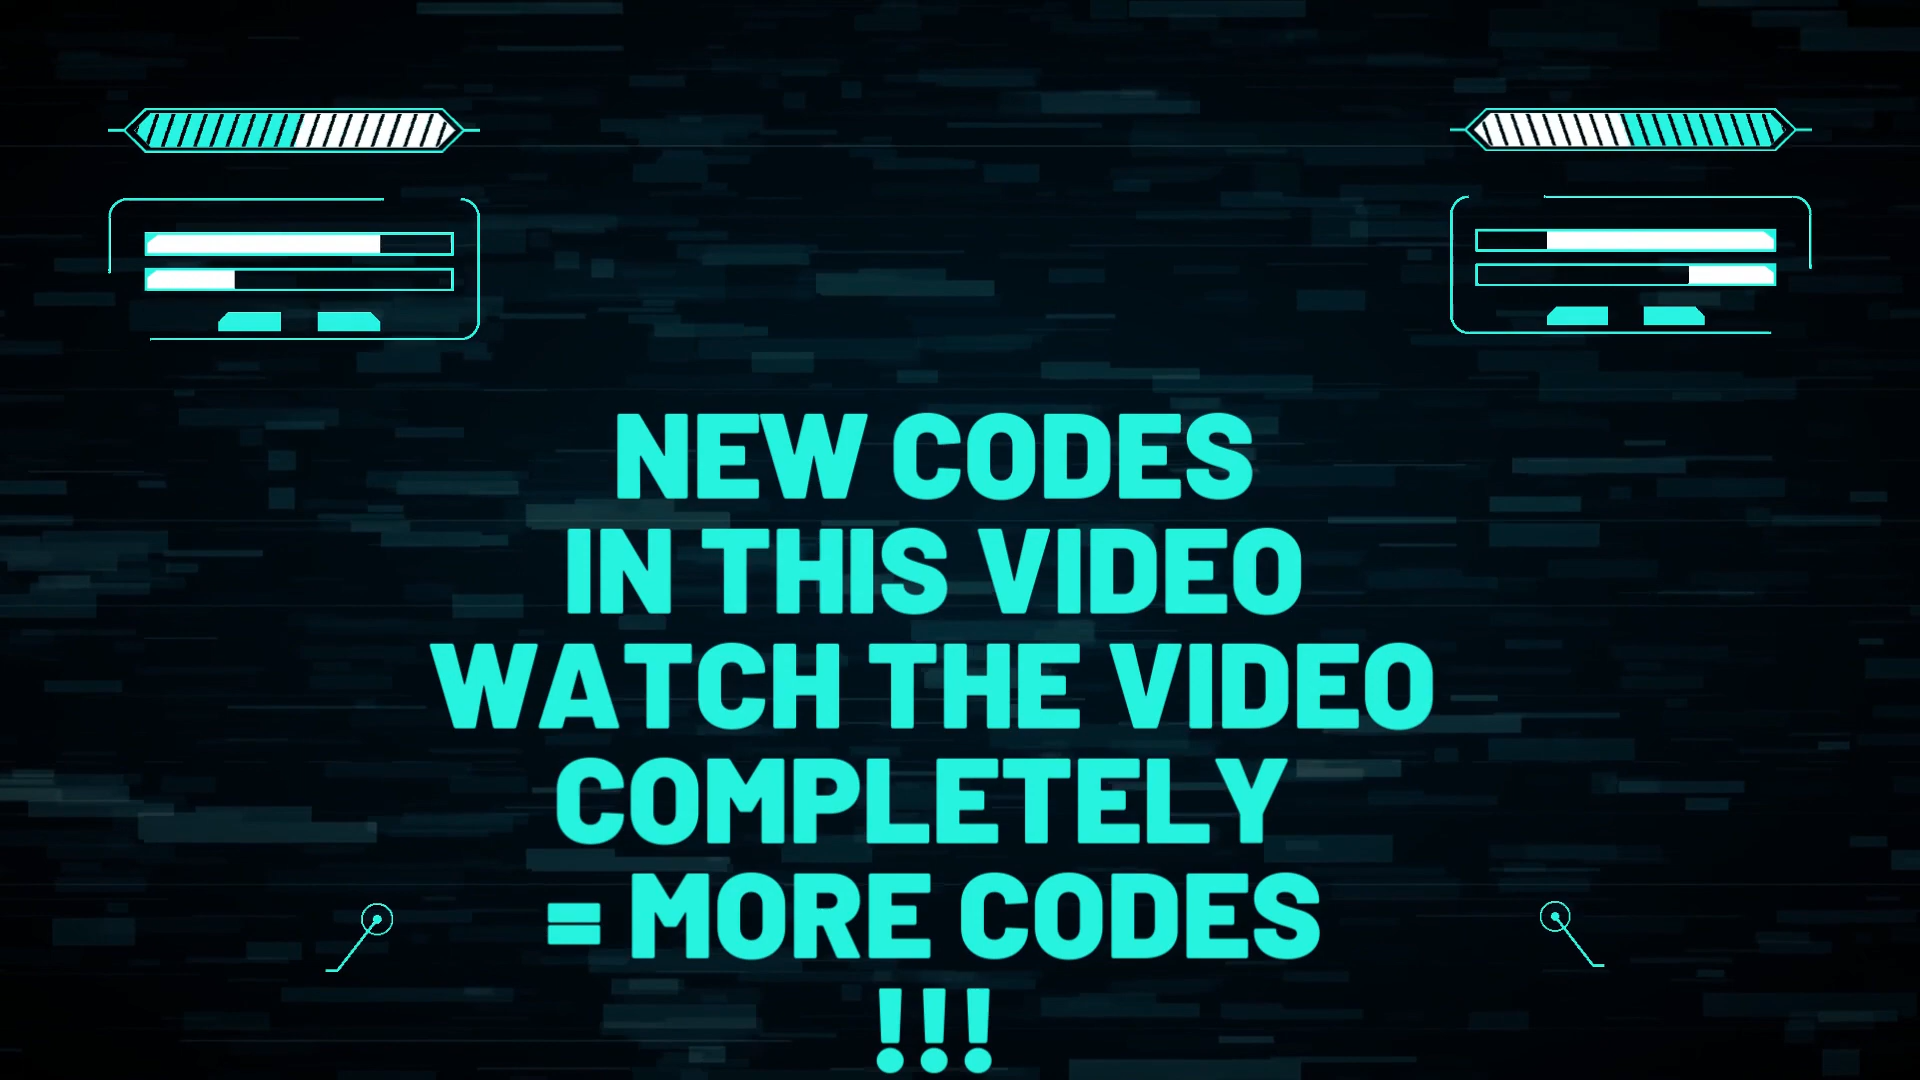 NEW CODES
IN THIS VIDEO
WATCH THE VIDEO
COMPLETELY
= MORE CODES
!!!